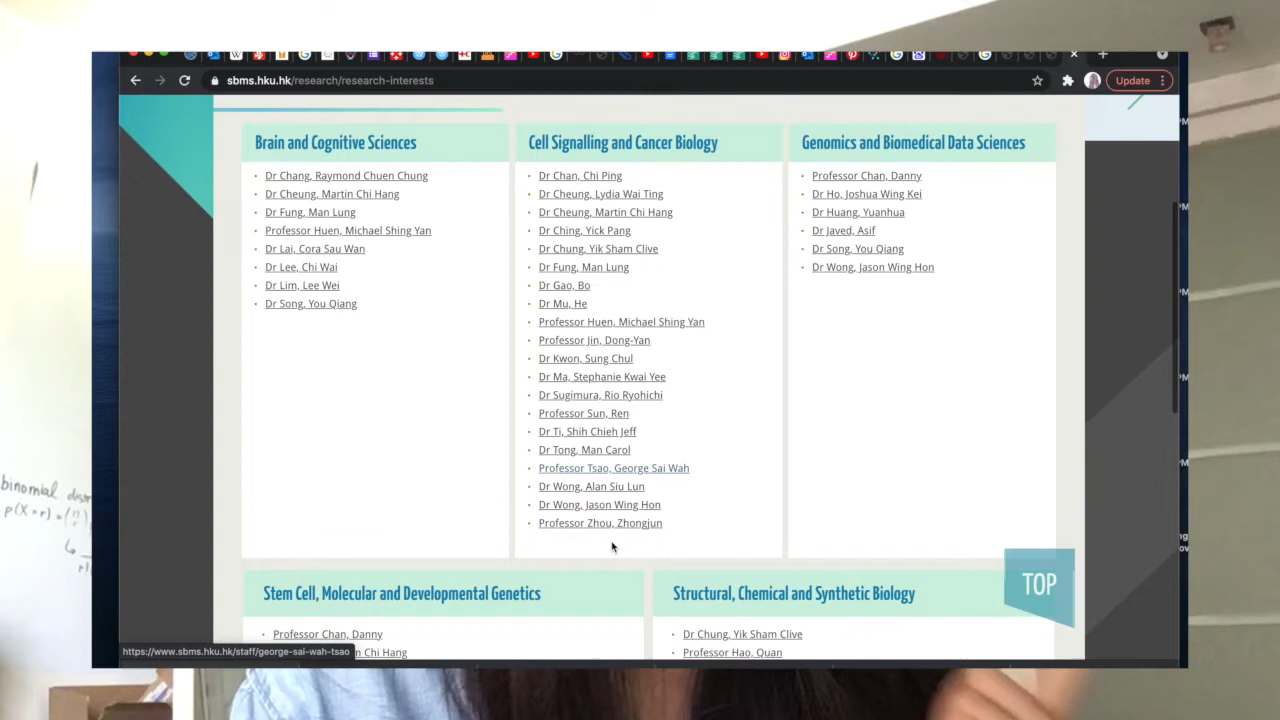 sbms.hku.hk/research/research-interests
Update
Brain and Cognitive Sciences
Dr Chang, Raymond Chuen Chung
Dr Cheung, Martin Chi Hang
Dr Fung, Man Lung
Professor Huen, Michael Shing Yan
Dr Lai, Cora Sau Wan
Dr Lee, Chi Wai
Dr Lim, Lee Wei
Dr Song, You Qiang
Cell Signalling and Cancer Biology
Dr Chan, Chi Ping
Dr Cheung, Lydia Wai Ting
Dr Cheung, Martin Chi Hang
Dr Ching, Yick Pang
Dr Chung, Yik Sham Clive
Dr Fung, Man Lung
Dr Gao, Bo
Dr Mu, He
Professor Huen, Michael Shing Yan
Professor Jin, Dong-Yan
Dr Kwon, Sung Chul
Dr Ma, Stephanie Kwai Yee
Dr Sugimura, Rio Ryohichi
Professor Sun, Ren
Dr Ti, Shih Chieh Jeff
Dr Tong, Man Carol
Professor Tsao, George Sai Wah
Dr Wong, Alan Siu Lun
Dr Wong, Jason Wing Hon
Professor Zhou, Zhongjun
Genomics and Biomedical Data Sciences
Professor Chan, Danny
Dr Ho, Joshua Wing Kei
Dr Huang, Yuanhua
Dr Javed, Asif
Dr Song, You Qiang
Dr Wong, Jason Wing Hon
Stem Cell, Molecular and Developmental Genetics
Professor Chan, Danny
n Chi Hang
Structural, Chemical and Synthetic Biology
Dr Chung, Yik Sham Clive
Professor Hao, Quan
TOP
https://www.sbms.hku.hk/staff/george-sai-wah-tsao
binomial
p(X=r) =